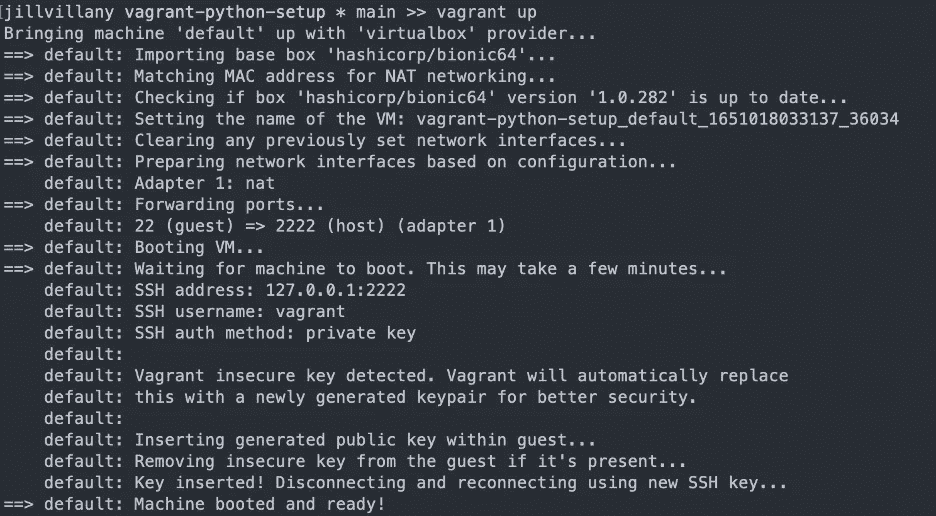 [jillvillany vagrant-python-setup * main >> vagrant up
Bringing machine 'default' up with 'virtualbox' provider...
==> default: Importing base box 'hashicorp/bionic64'...
==> default: Matching MAC address for NAT networking...
==> default: Checking if box 'hashicorp/bionic64' version '1.0.282' is up to date...
==> default: Setting the name of the VM: vagrant-python-setup_default_1651018033137_36034
==> default: Clearing any previously set network interfaces...
==> default: Preparing network interfaces based on configuration...
    default: Adapter 1: nat
==> default: Forwarding ports...
    default: 22 (guest) => 2222 (host) (adapter 1)
==> default: Booting VM...
==> default: Waiting for machine to boot. This may take a few minutes...
    default: SSH address: 127.0.0.1:2222
    default: SSH username: vagrant
    default: SSH auth method: private key
    default:
    default: Vagrant insecure key detected. Vagrant will automatically replace
    default: this with a newly generated keypair for better security.
    default:
    default: Inserting generated public key within guest...
    default: Removing insecure key from the guest if it's present...
    default: Key inserted! Disconnecting and reconnecting using new SSH key...
==> default: Machine booted and ready!